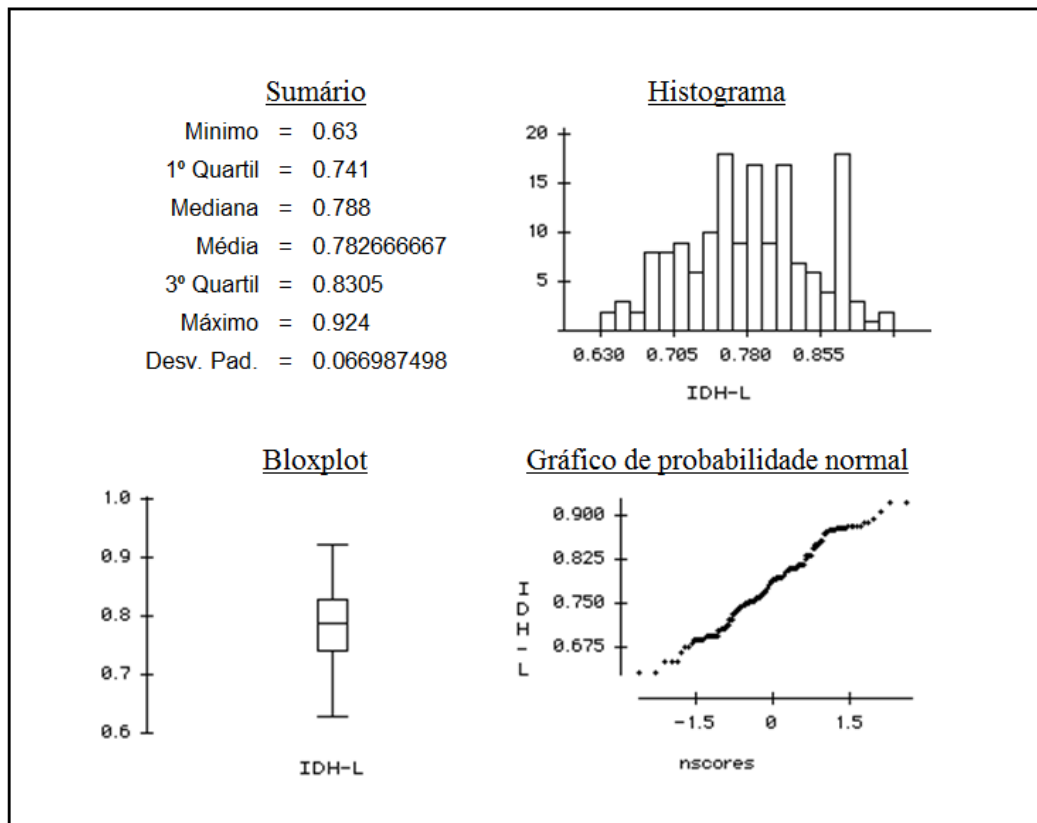 Sumário
Minimo = 0.63
1º Quartil = 0.741
Mediana = 0.788
Média = 0.782666667
3º Quartil = 0.8305
Máximo = 0.924
Desv. Pad. = 0.066987498
Histograma
20
15
10
5
0.630 0.705 0.780 0.855
IDH-L
Bloxplot
1.0
0.9
0.8
0.7
0.6
IDH-L
Gráfico de probabilidade normal
0.900
0.825
0.750
0.675
IDH-L
-1.5 0 1.5
nscores